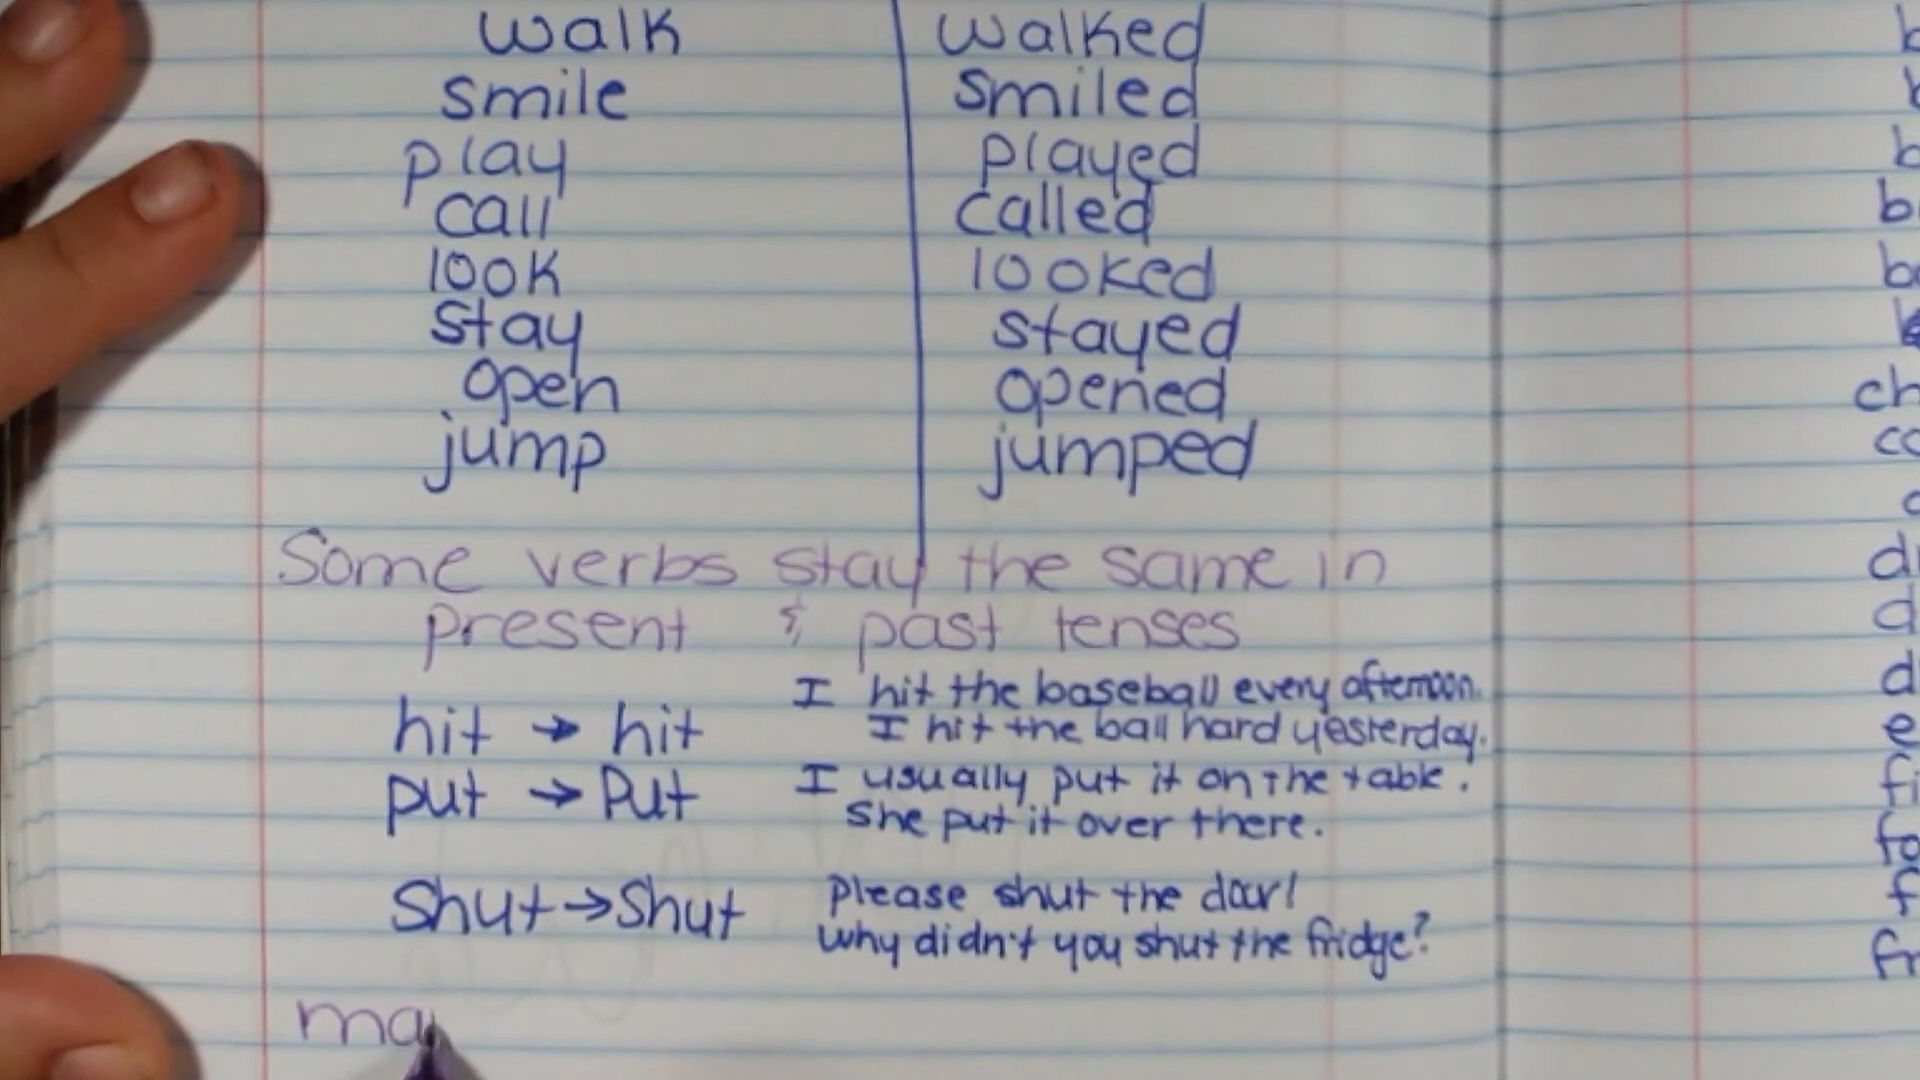 walk walked
smile smiled
play played
call called
look looked
stay stayed
open opened
jump jumped
Some verbs stay the same in
present & past tenses
I hit the baseball every afternoon.
hit → hit I hit the ball hard yesterday.
put → Put I usually put it on the table.
She put it over there.
Shut → Shut Please shut the door!
Why didn't you shut the fridge?